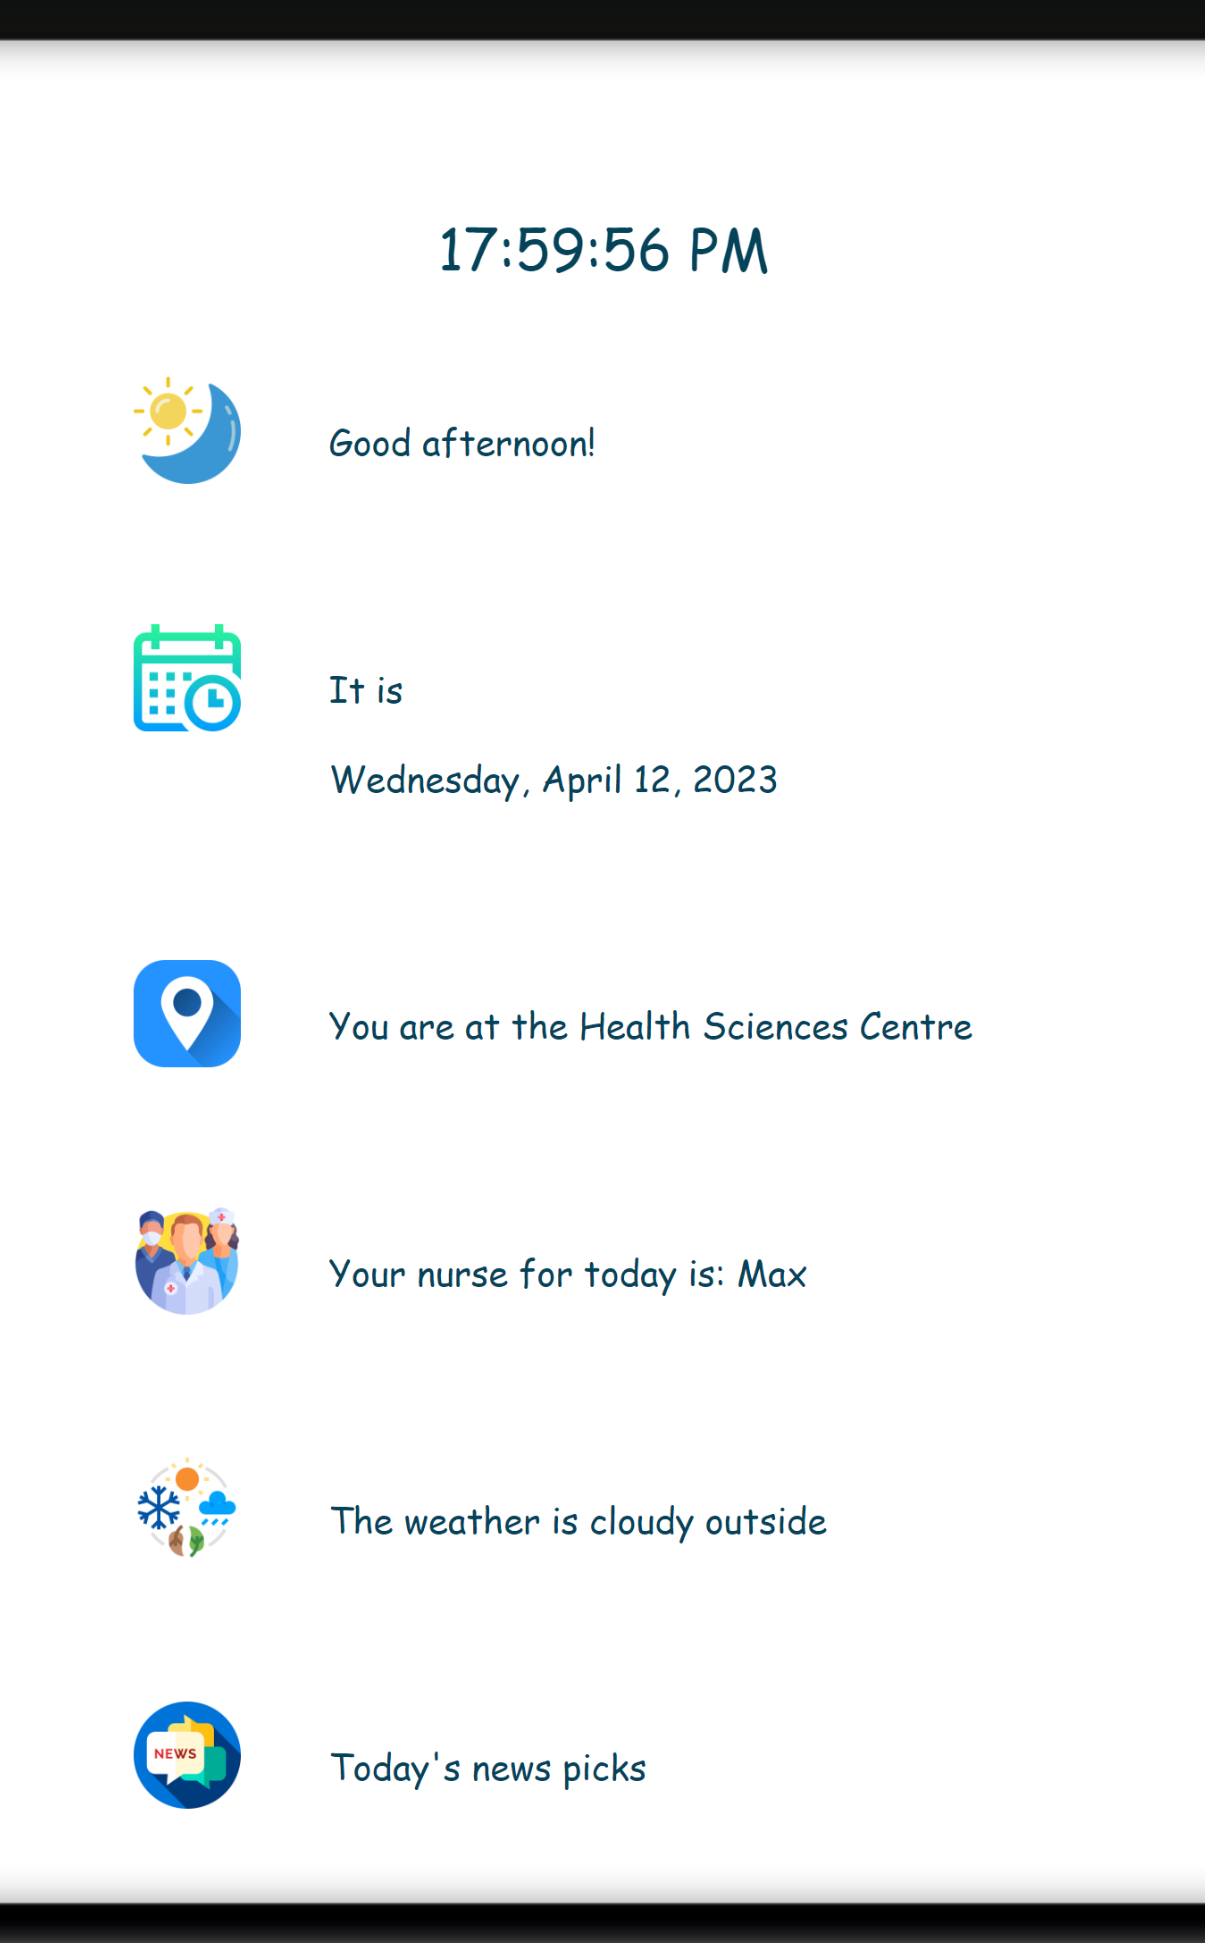 17:59:56 PM
Good afternoon!
It is
Wednesday, April 12, 2023
You are at the Health Sciences Centre
Your nurse for today is: Max
The weather is cloudy outside
NEWS
Today's news picks